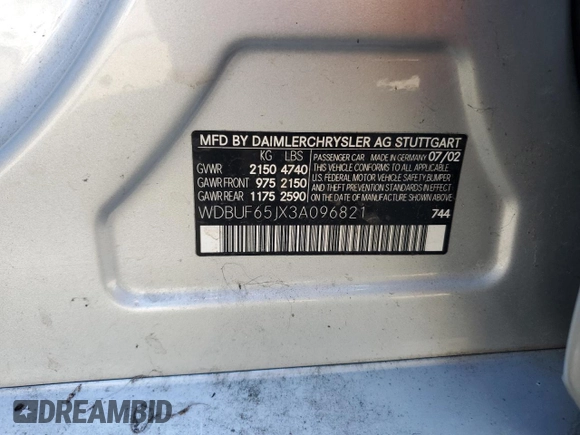 MFD BY DAIMLERCHRYSLER AG STUTTGART
KG LBS PASSENGER CAR MADE IN GERMANY 07/02
GVWR 2150 4740 THIS VEHICLE CONFORMS TO ALL APPLICABLE
GAWR FRONT 975 2150 U.S. FEDERAL MOTOR VEHICLE SAFETY, BUMPER
GAWR REAR 1175 2590 AND THEFT PREVENTION STANDARDS IN EFFECT
ON THE DATE OF MANUFACTURE SHOWN ABOVE
WDBUF65JX3A096821 744
DREAMBID